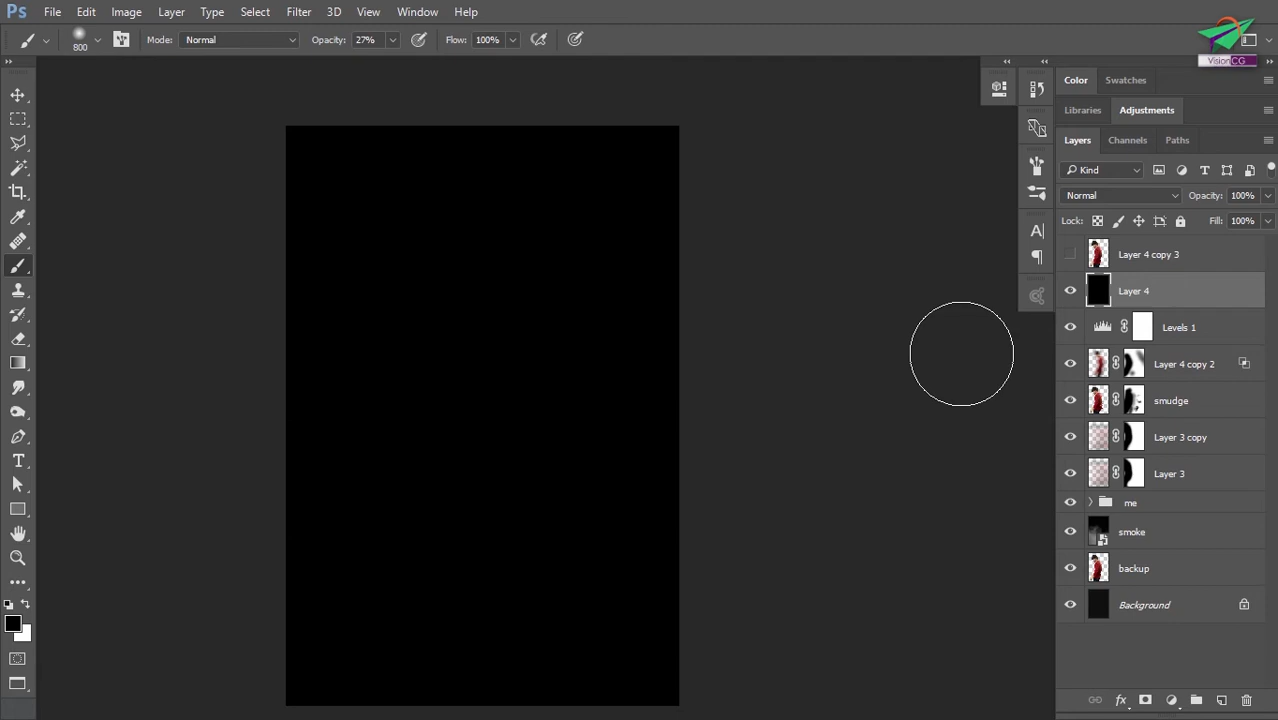 Ps File Edit Image Layer Type Select Filter 3D View Window Help
800 Mode: Normal Opacity: 27% Flow: 100%
VisionCG
Color Swatches
Libraries Adjustments
Layers Channels Paths
Kind
Normal Opacity: 100%
Lock: Fill: 100%
Layer 4 copy 3
Layer 4
Levels 1
Layer 4 copy 2
smudge
Layer 3 copy
Layer 3
me
smoke
backup
Background